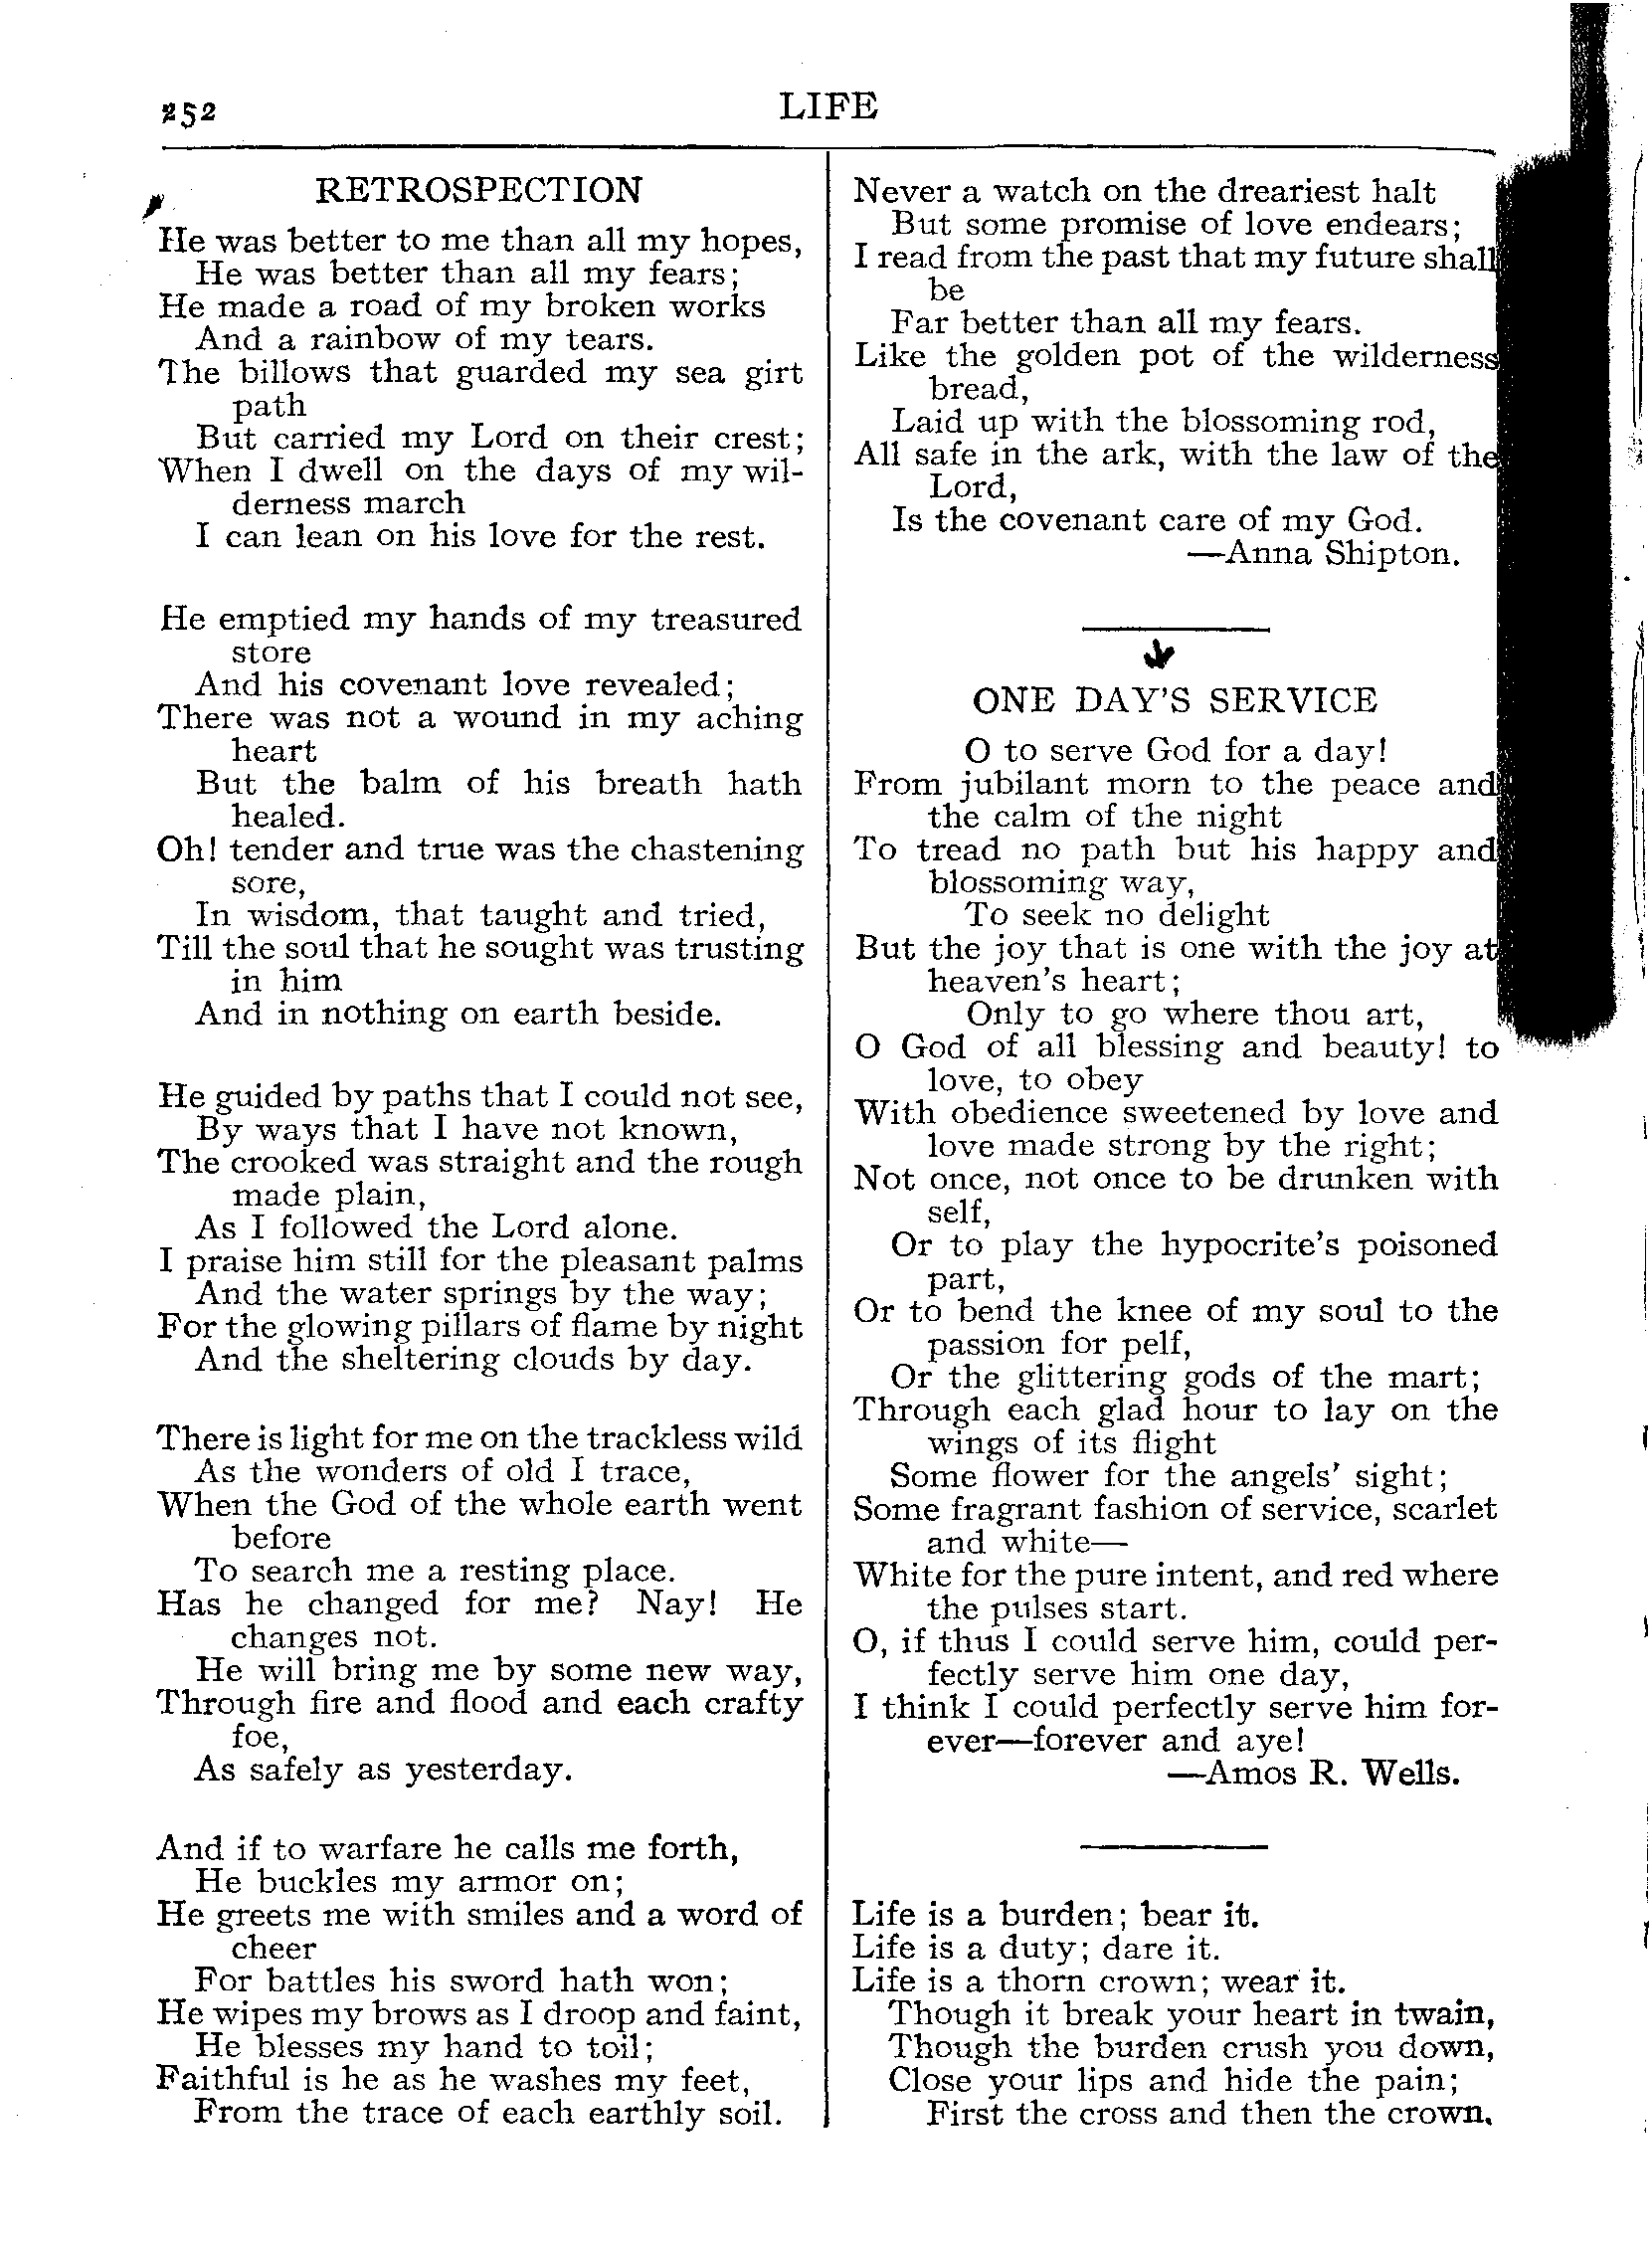 252
LIFE
RETROSPECTION
He was better to me than all my hopes,
He was better than all my fears;
He made a road of my broken works
And a rainbow of my tears.
The billows that guarded my sea girt
path
But carried my Lord on their crest;
When I dwell on the days of my wil-
derness march
I can lean on his love for the rest.
He emptied my hands of my treasured
store
And his covenant love revealed;
There was not a wound in my aching
heart
But the balm of his breath hath
healed.
Oh! tender and true was the chastening
sore,
In wisdom, that taught and tried,
Till the soul that he sought was trusting
in him
And in nothing on earth beside.
He guided by paths that I could not see,
By ways that I have not known,
The crooked was straight and the rough
made plain,
As I followed the Lord alone.
I praise him still for the pleasant palms
And the water springs by the way;
For the glowing pillars of flame by night
And the sheltering clouds by day.
There is light for me on the trackless wild
As the wonders of old I trace,
When the God of the whole earth went
before
To search me a resting place.
Has he changed for me? Nay! He
changes not.
He will bring me by some new way,
Through fire and flood and each crafty
foe,
As safely as yesterday.
And if to warfare he calls me forth,
He buckles my armor on;
He greets me with smiles and a word of
cheer
For battles his sword hath won;
He wipes my brows as I droop and faint,
He blesses my hand to toil;
Faithful is he as he washes my feet,
From the trace of each earthly soil.
Never a watch on the dreariest halt
But some promise of love endears;
I read from the past that my future shall
be
Far better than all my fears.
Like the golden pot of the wilderness
bread,
Laid up with the blossoming rod,
All safe in the ark, with the law of the
Lord,
Is the covenant care of my God.
—Anna Shipton.
ONE DAY'S SERVICE
O to serve God for a day!
From jubilant morn to the peace and
the calm of the night
To tread no path but his happy and
blossoming way,
To seek no delight
But the joy that is one with the joy at
heaven's heart;
Only to go where thou art,
O God of all blessing and beauty! to
love, to obey
With obedience sweetened by love and
love made strong by the right;
Not once, not once to be drunken with
self,
Or to play the hypocrite's poisoned
part,
Or to bend the knee of my soul to the
passion for pelf,
Or the glittering gods of the mart;
Through each glad hour to lay on the
wings of its flight
Some flower for the angels' sight;
Some fragrant fashion of service, scarlet
and white—
White for the pure intent, and red where
the pulses start.
O, if thus I could serve him, could per-
fectly serve him one day,
I think I could perfectly serve him for-
ever—forever and aye!
—Amos R. Wells.
Life is a burden; bear it.
Life is a duty; dare it.
Life is a thorn crown; wear it.
Though it break your heart in twain,
Though the burden crush you down,
Close your lips and hide the pain;
First the cross and then the crown.